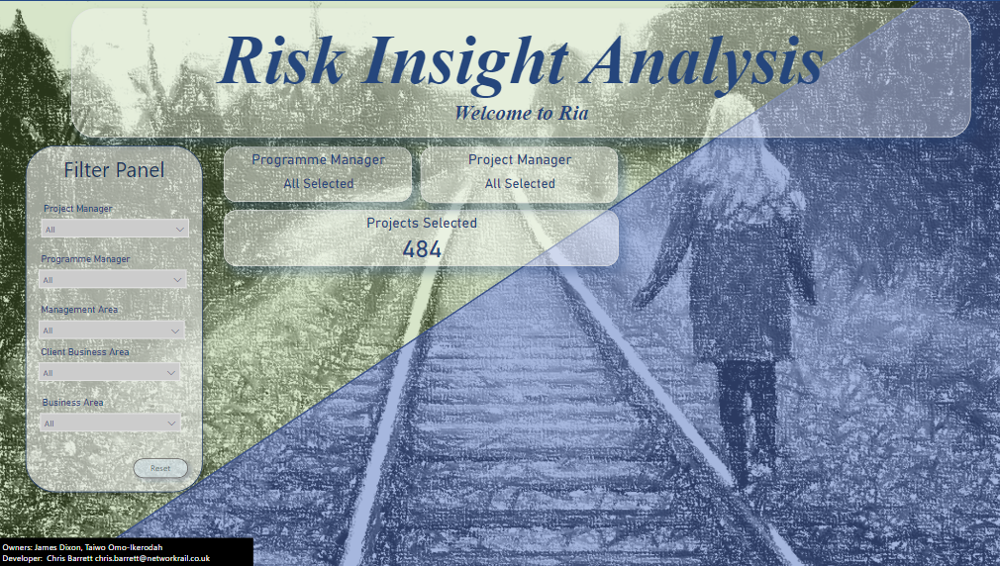 Risk Insight Analysis
Welcome to Ria
Filter Panel
Project Manager
All
Programme Manager
All
Management Area
All
Client Business Area
All
Business Area
All
Reset
Programme Manager
All Selected
Project Manager
All Selected
Projects Selected
484
Owners: James Dixon, Taiwo Omo-Ikerodah
Developer: Chris Barrett chris.barrett@networkrail.co.uk